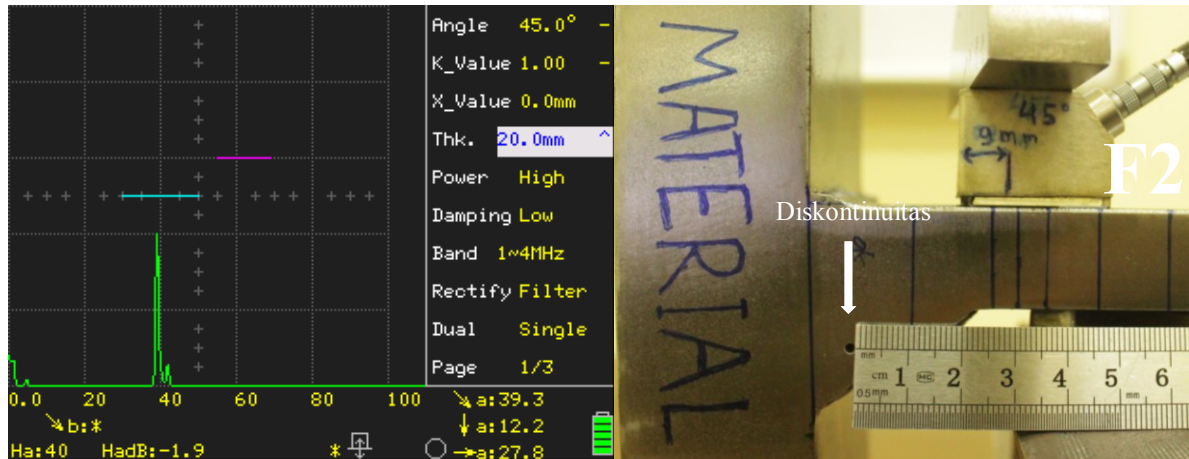 Angle 45.0° -
K_Value 1.00 -
X_Value 0.0mm
Thk. 20.0mm ^
Power High
Damping Low
Band 1~4MHz
Rectify Filter
Dual Single
Page 1/3
0.0 20 40 60 80 100
↘a:39.3
↘b:*
↓a:12.2
Ha:40 HadB:-1.9 *
→a:27.8
MATERIAL
45°
9mm
F2
Diskontinuitas
mm
cm 1 MC 2 3 4 5 6
0.5mm mm